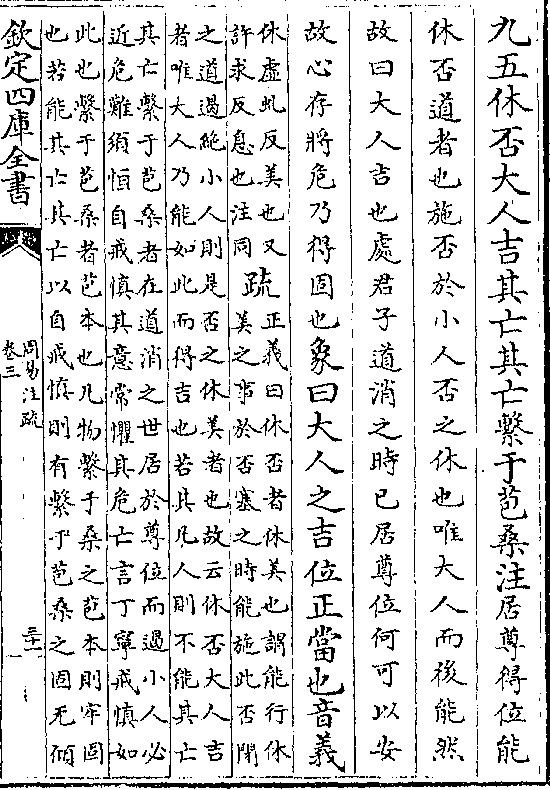 九五休否大人吉其亡其亡繫于苞桑注居尊得位能
休否道者也施否於小人否之休也唯大人而後能然
故曰大人吉也處君子道消之時已居尊位何可以安
故心存將危乃得固也象曰大人之吉位正當也音義
休虛虬反美也又
許求反息也注同
疏
正義曰休否者休美也謂能行休
美之事於否塞之時能施此否閉
之道遏絶小人則是否之休美者也故云休否大人吉
者唯大人乃能如此而得吉也若其凡人則不能其亡
其亡繫于苞桑者在道消之世居於尊位而遏小人必
近危難須恒自戒慎其意常懼其危亡言丁寧戒慎如
此也繫于苞桑者苞本也凡物繫于桑之苞本則牢固
也若能其亡其亡以自戒慎則有繫于苞桑之固无傾
欽定四庫全書
周易注疏
卷三
三十一